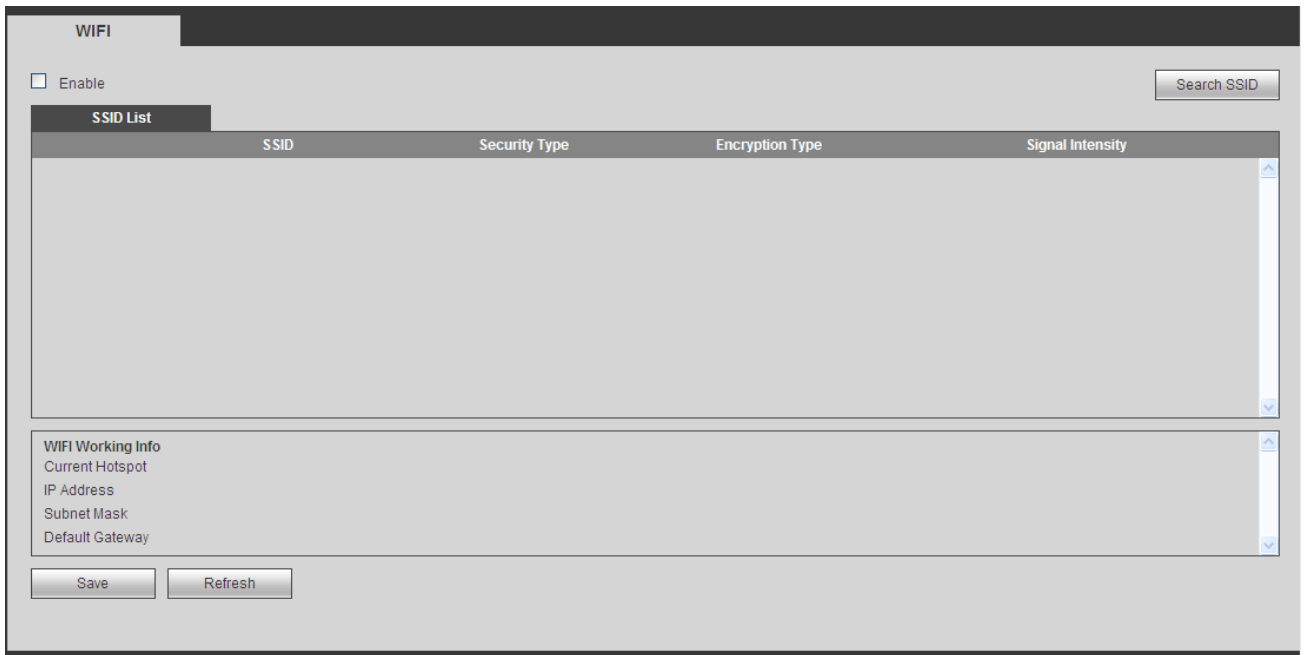 WIFI
Enable
Search SSID
SSID List
SSID Security Type Encryption Type Signal Intensity
WIFI Working Info
Current Hotspot
IP Address
Subnet Mask
Default Gateway
Save Refresh